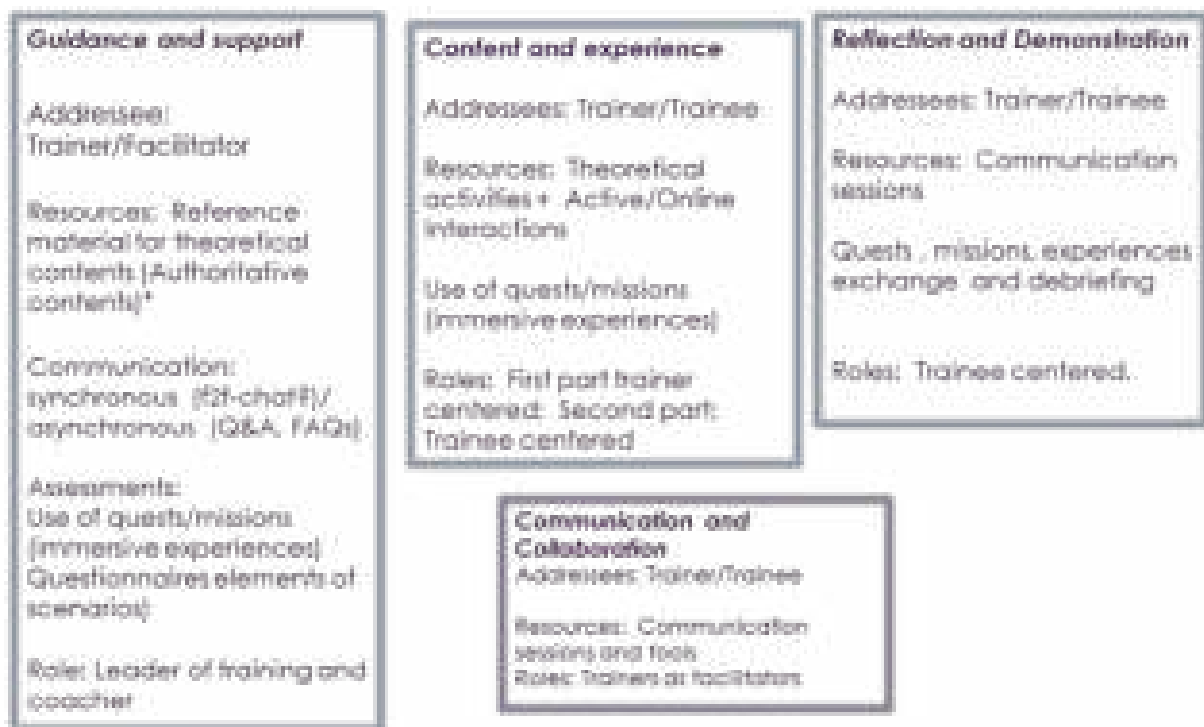 Guidance and support
Addressee:
Trainer/Facilitator
Resources: Reference
material for theoretical
contents (Authoritative
contents)*
Communication:
synchronous (f2f-chat)/
asynchronous (Q&A, FAQs)
Assessments:
Use of quests/missions
(immersive experiences)
Questionnaires elements of
scenarios)
Role: Leader of training and
coacher
Content and experience
Addressees: Trainer/Trainee
Resources: Theoretical
activities + Active/Online
interactions
Use of quests/missions
(immersive experiences)
Roles: First part trainer
centered; Second part:
Trainee centered
Reflection and Demonstration
Addressees: Trainer/Trainee
Resources: Communication
sessions
Quests , missions, experiences
exchange and debriefing
Roles: Trainee centered.
Communication and
Collaboration
Addressees: Trainer/Trainee
Resources: Communication
sessions and tools
Roles: Trainers as facilitators